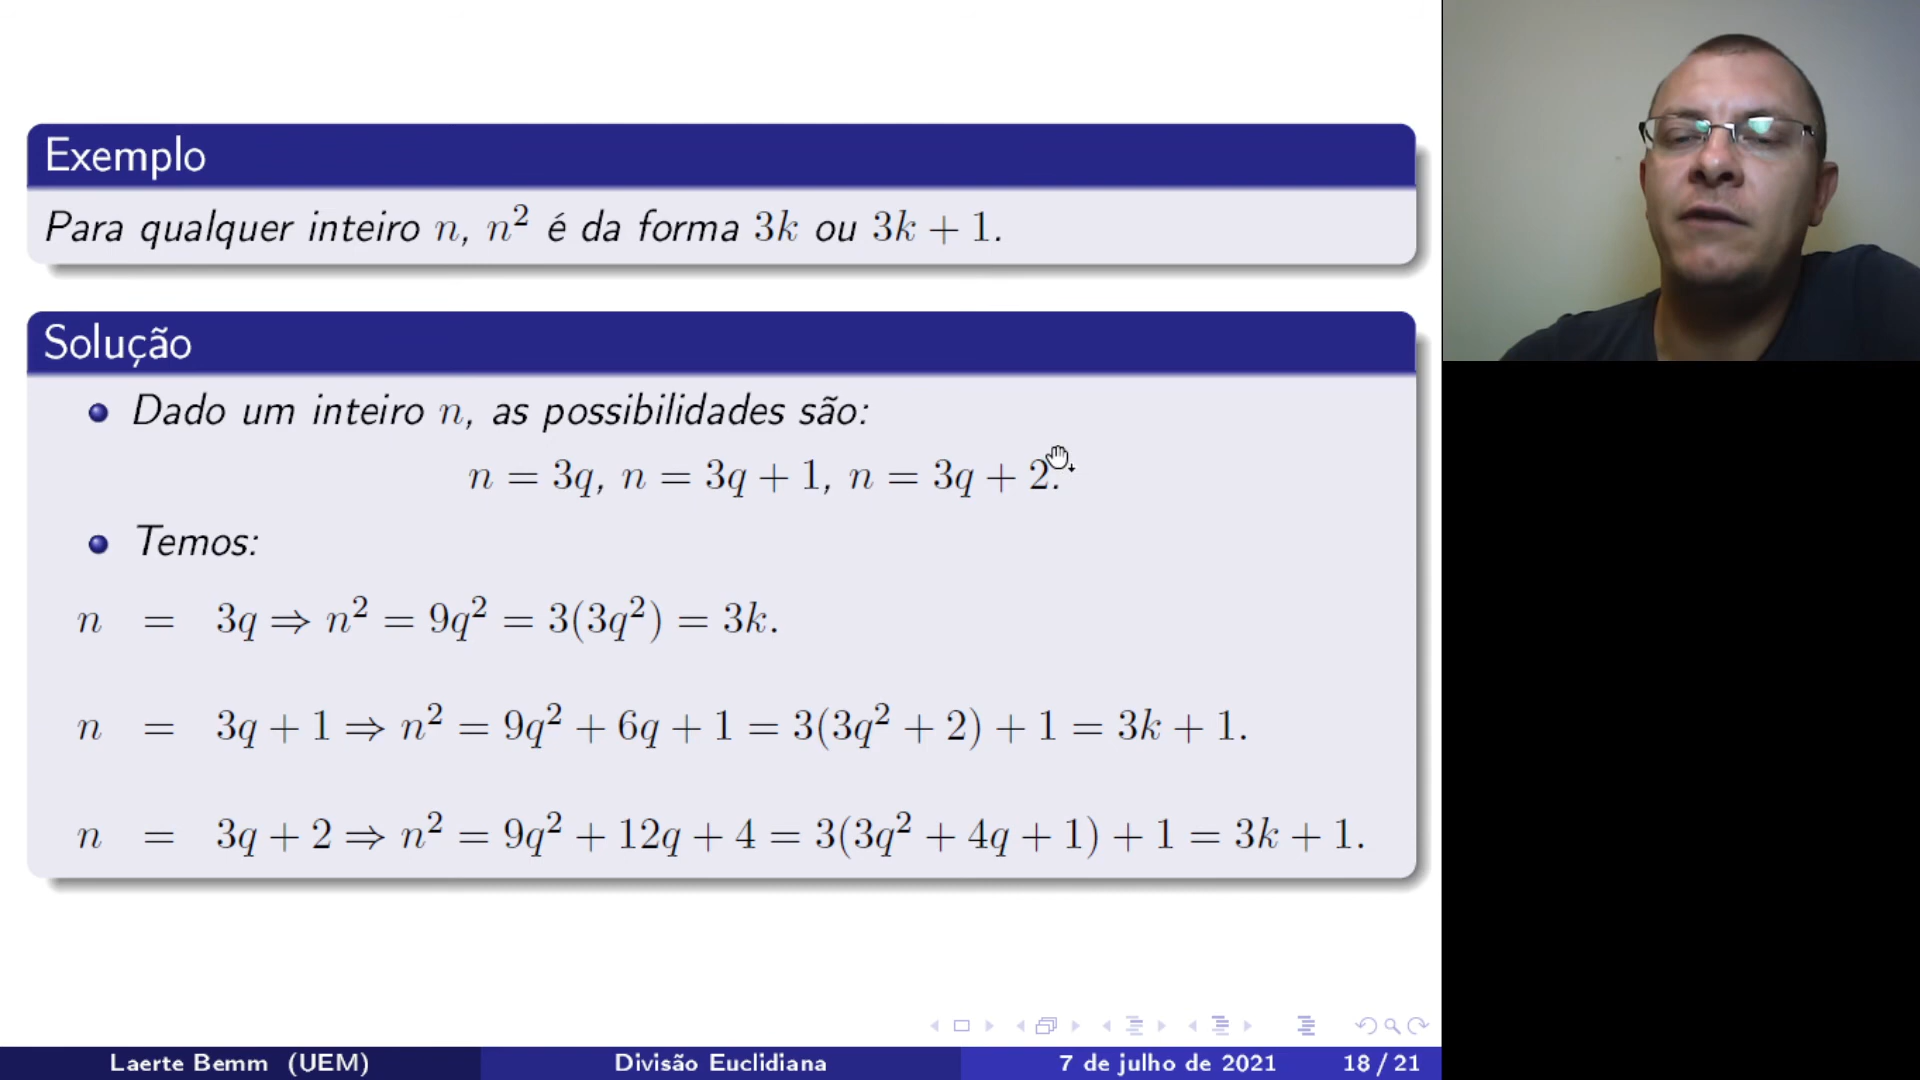 Exemplo
Para qualquer inteiro n, n² é da forma 3k ou 3k + 1.
Solução
Dado um inteiro n, as possibilidades são:
n = 3q, n = 3q + 1, n = 3q + 2.
Temos:
n = 3q ⇒ n² = 9q² = 3(3q²) = 3k.
n = 3q + 1 ⇒ n² = 9q² + 6q + 1 = 3(3q² + 2) + 1 = 3k + 1.
n = 3q + 2 ⇒ n² = 9q² + 12q + 4 = 3(3q² + 4q + 1) + 1 = 3k + 1.
Laerte Bemm (UEM) Divisão Euclidiana 7 de julho de 2021 18 / 21